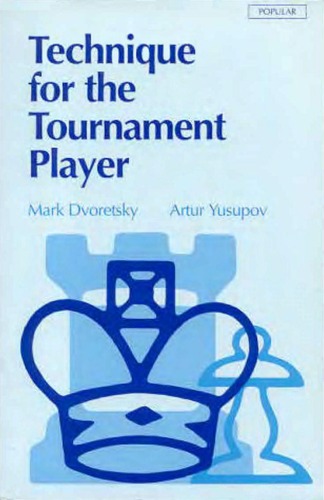 POPULAR
Technique
for the
Tournament
Player
Mark Dvoretsky Artur Yusupov